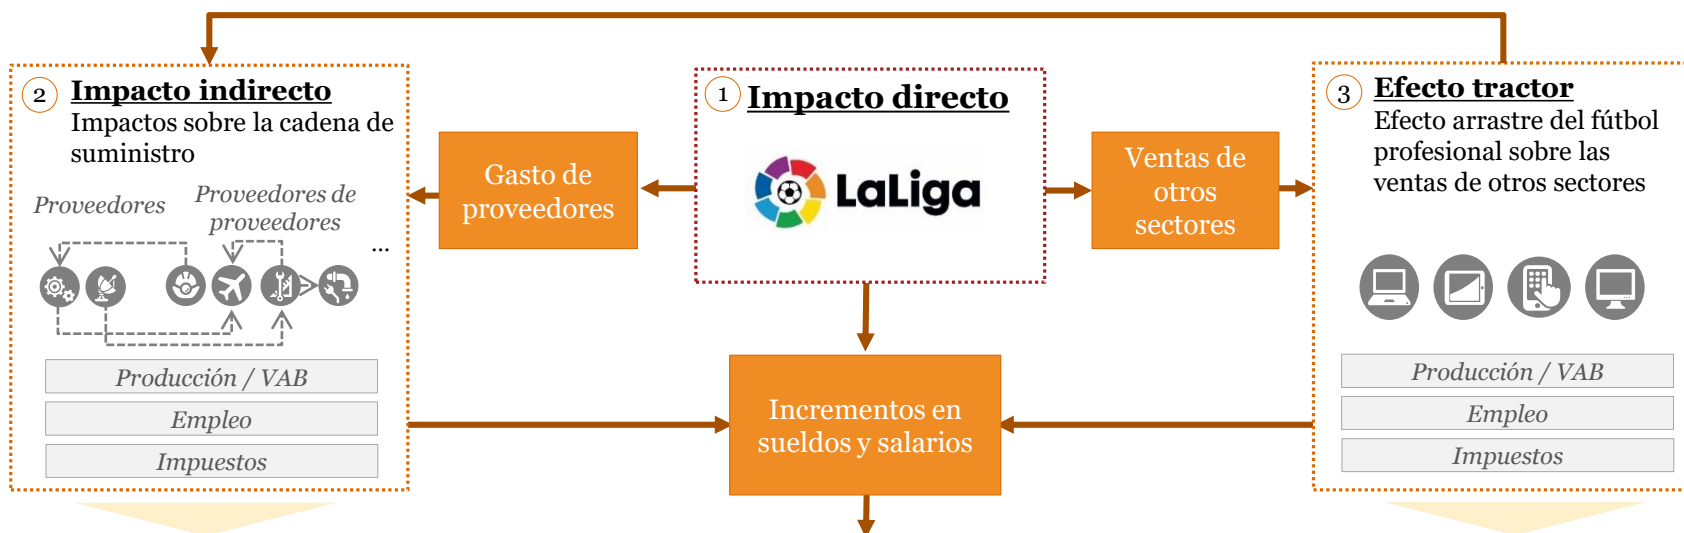 2 Impacto indirecto
Impactos sobre la cadena de
suministro
Proveedores
Proveedores de
proveedores
...
Producción / VAB
Empleo
Impuestos
Gasto de
proveedores
1 Impacto directo
LaLiga
Ventas de
otros
sectores
Incrementos en
sueldos y salarios
3 Efecto tractor
Efecto arrastre del fútbol
profesional sobre las
ventas de otros sectores
Producción / VAB
Empleo
Impuestos